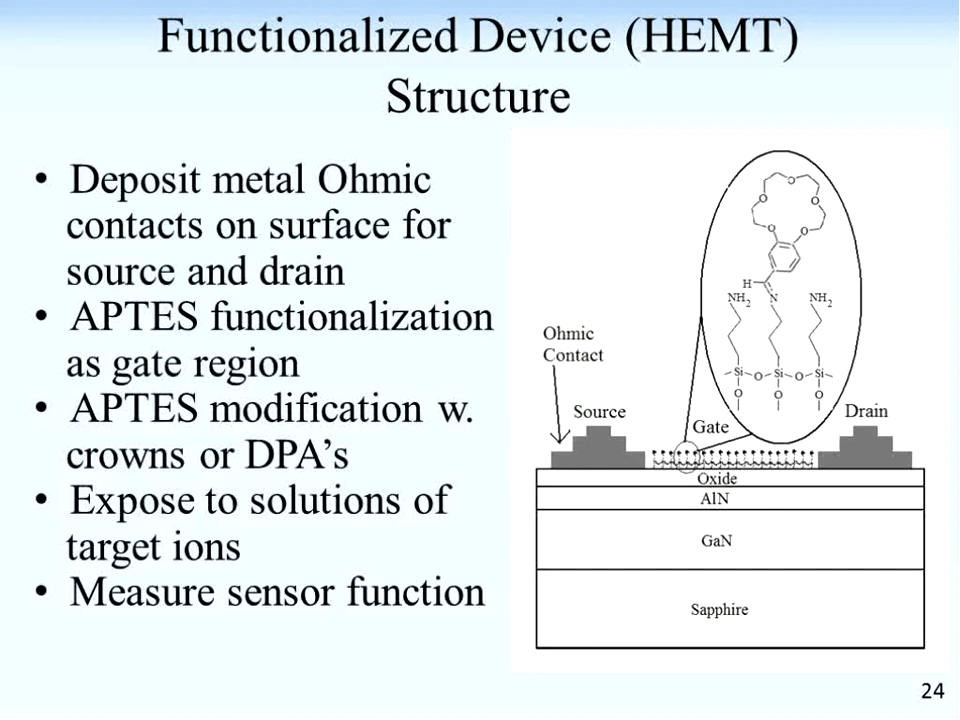 Functionalized Device (HEMT)
Structure
• Deposit metal Ohmic
contacts on surface for
source and drain
• APTES functionalization
as gate region
• APTES modification w.
crowns or DPA’s
• Expose to solutions of
target ions
• Measure sensor function
O
O O
O O
H
NH2 N NH2
Si O Si O Si
O O O
Ohmic
Contact
Source
Gate
Drain
Oxide
AlN
GaN
Sapphire
24